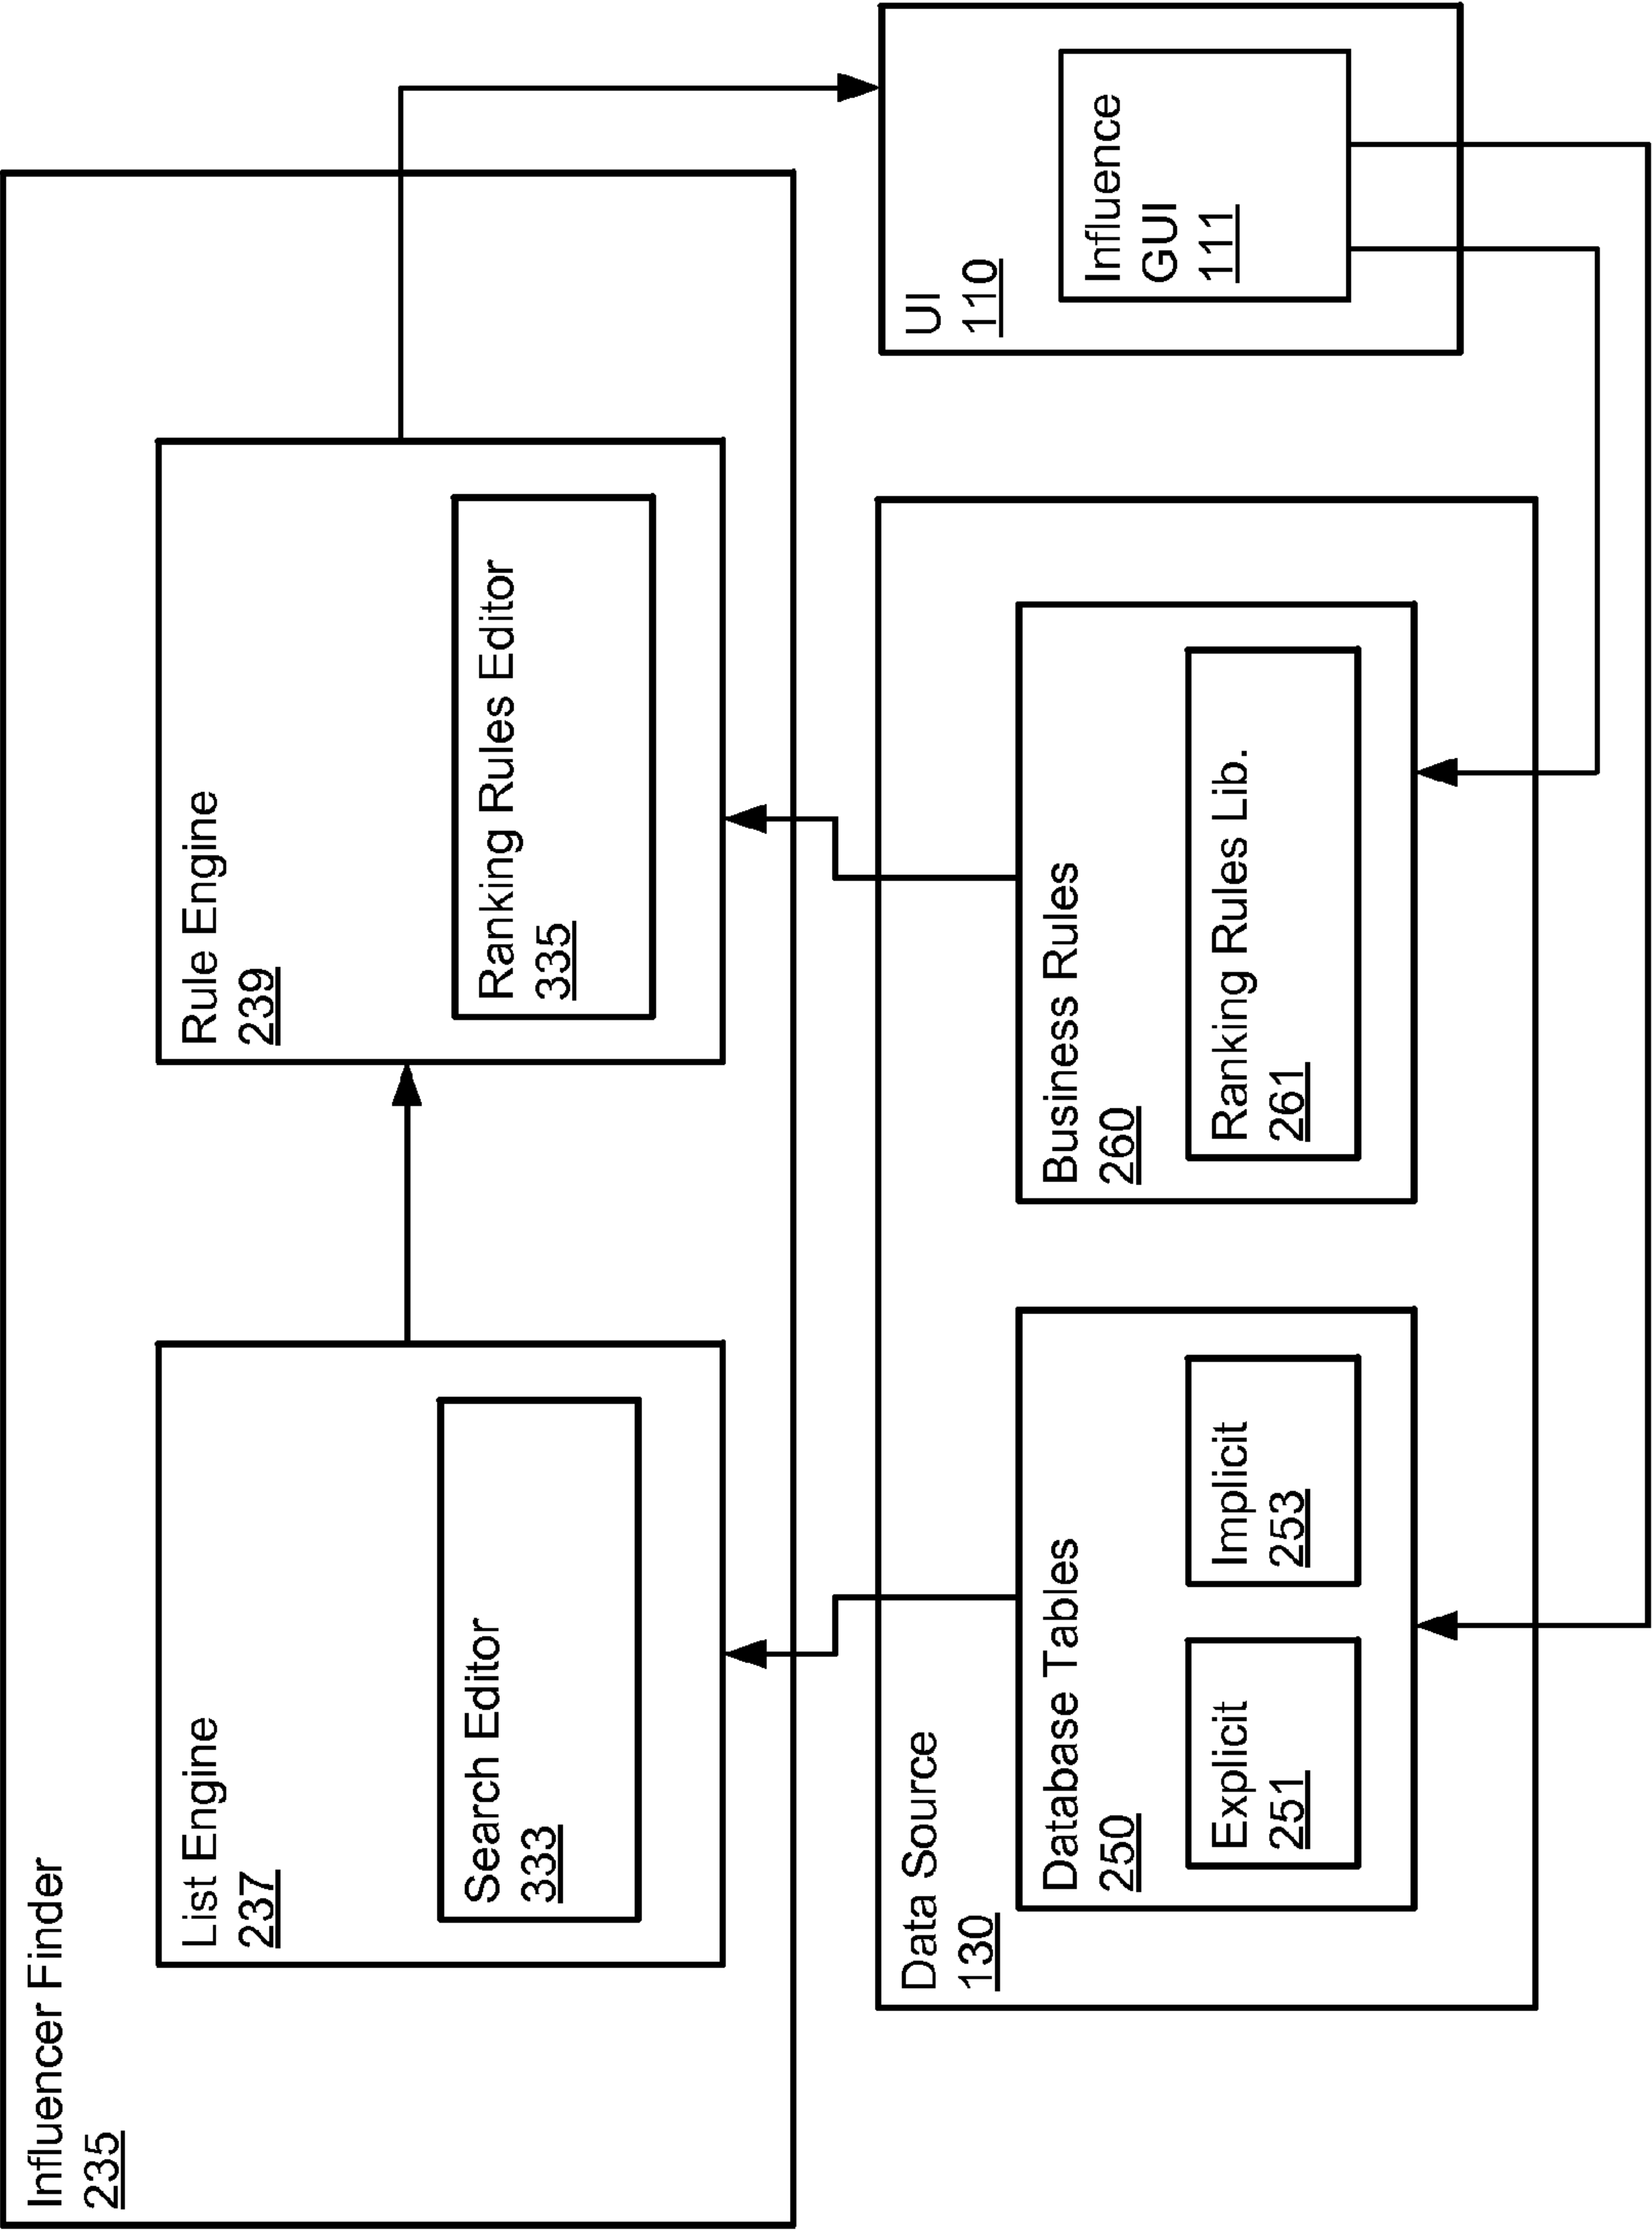 Influencer Finder
235
List Engine
237
Search Editor
333
Rule Engine
239
Ranking Rules Editor
335
Data Source
130
Database Tables
250
Explicit
251
Implicit
253
Business Rules
260
Ranking Rules Lib.
261
UI
110
Influence
GUI
111